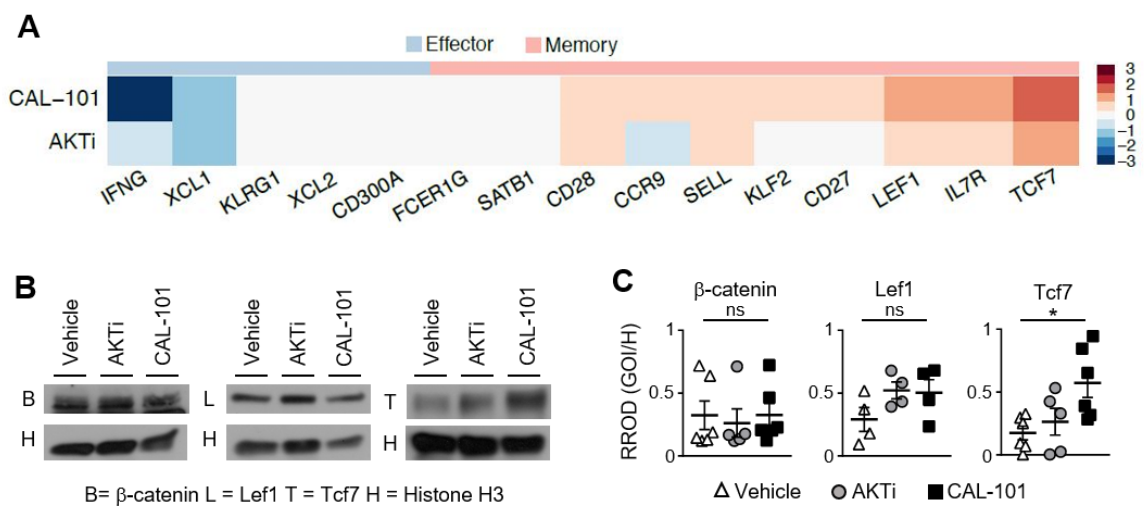 A
Effector Memory
CAL-101
AKTi
3
2
1
0
-1
-2
-3
IFNG XCL1 KLRG1 XCL2 CD300A FCER1G SATB1 CD28 CCR9 SELL KLF2 CD27 LEF1 IL7R TCF7
B
Vehicle AKTi CAL-101 Vehicle AKTi CAL-101 Vehicle AKTi CAL-101
B L T
H H H
B= β-catenin L = Lef1 T = Tcf7 H = Histone H3
C
β-catenin Lef1 Tcf7
ns ns *
RROD (GOI/H)
1 1 1
0.5 0.5 0.5
0 0 0
Vehicle AKTi CAL-101